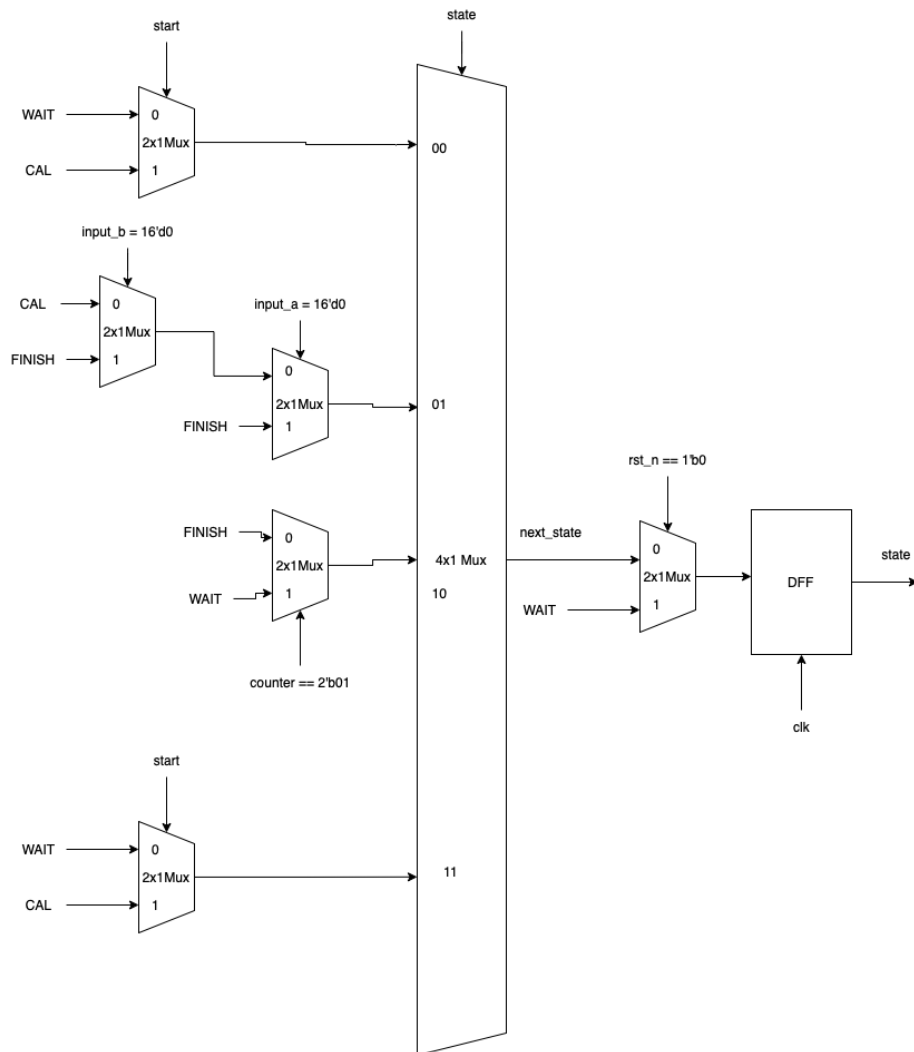 state
start
WAIT
0
2x1Mux
00
CAL
1
input_b = 16'd0
CAL
0
input_a = 16'd0
2x1Mux
FINISH
1
0
2x1Mux
01
FINISH
1
rst_n == 1'b0
FINISH
0
next_state
0
state
2x1Mux
4x1 Mux
2x1Mux
DFF
WAIT
1
10
WAIT
1
counter == 2'b01
clk
start
WAIT
0
2x1Mux
11
CAL
1